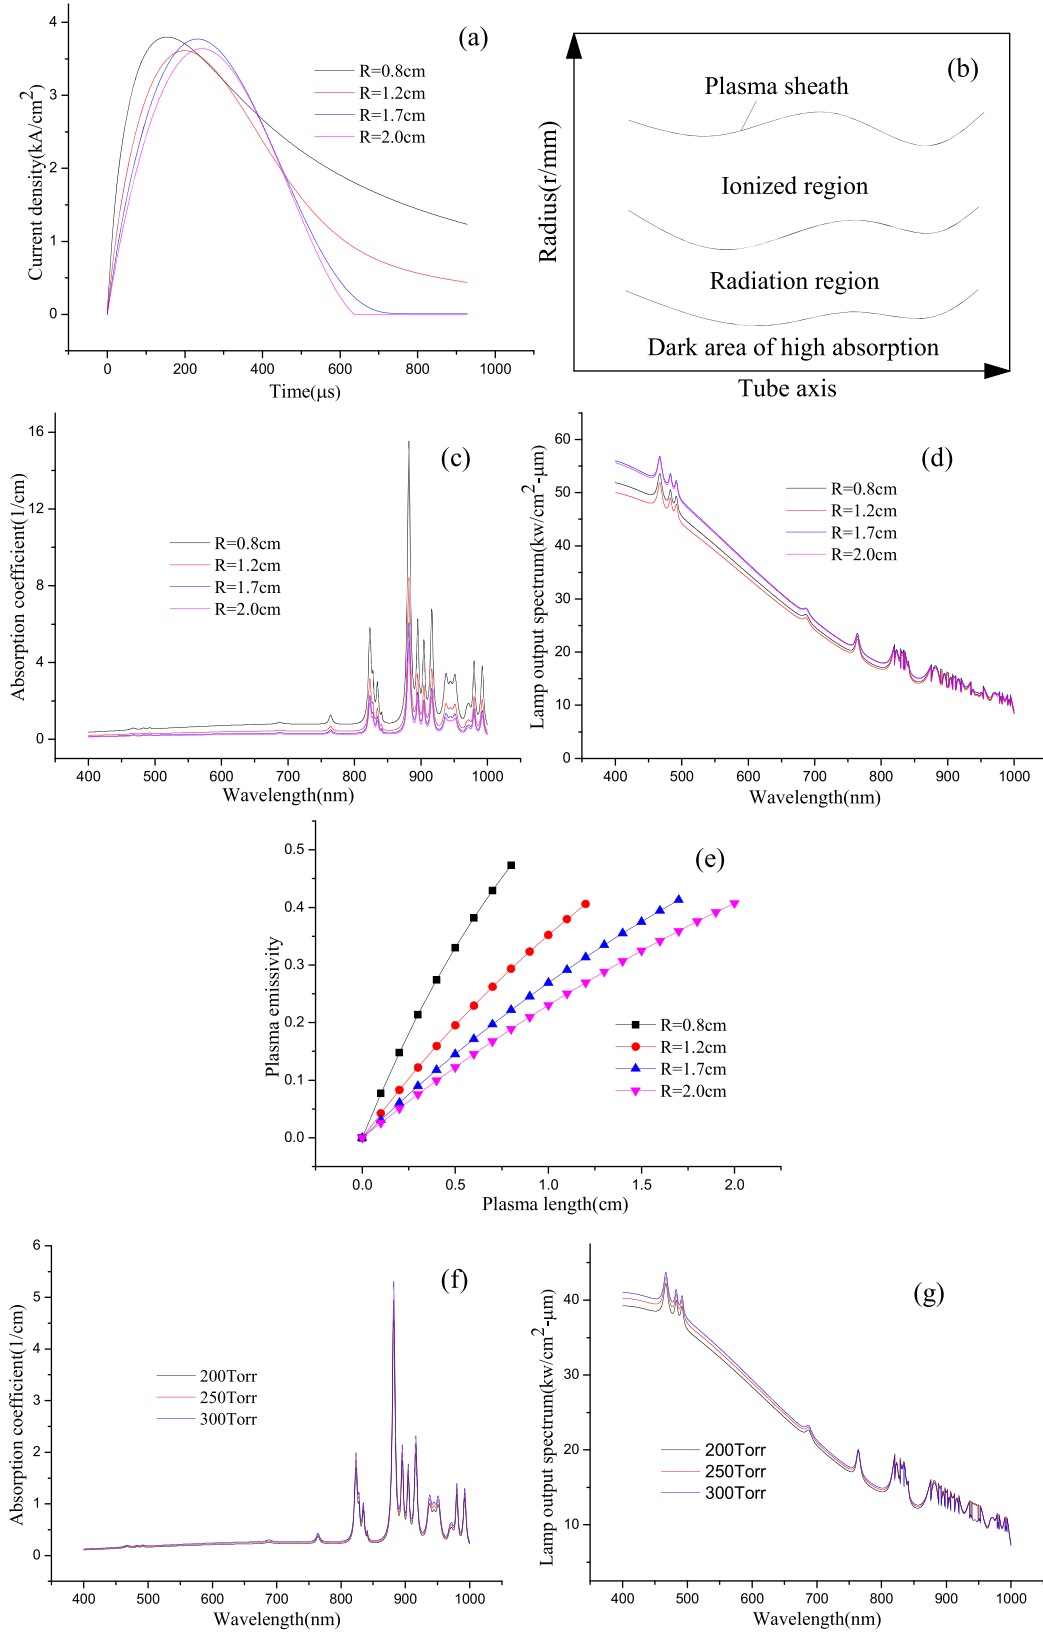 (a)
4
3
2
1
0
Current density(kA/cm²)
R=0.8cm
R=1.2cm
R=1.7cm
R=2.0cm
0 200 400 600 800 1000
Time(μs)
(b)
Radius(r/mm)
Plasma sheath
Ionized region
Radiation region
Dark area of high absorption
Tube axis
(c)
16
12
8
4
0
Absorption coefficient(1/cm)
R=0.8cm
R=1.2cm
R=1.7cm
R=2.0cm
400 500 600 700 800 900 1000
Wavelength(nm)
(d)
60
50
40
30
20
10
0
Lamp output spectrum(kw/cm²-μm)
R=0.8cm
R=1.2cm
R=1.7cm
R=2.0cm
400 500 600 700 800 900 1000
Wavelength(nm)
(e)
0.5
0.4
0.3
0.2
0.1
0.0
Plasma emissivity
R=0.8cm
R=1.2cm
R=1.7cm
R=2.0cm
0.0 0.5 1.0 1.5 2.0
Plasma length(cm)
(f)
6
5
4
3
2
1
0
Absorption coefficient(1/cm)
200Torr
250Torr
300Torr
400 500 600 700 800 900 1000
Wavelength(nm)
(g)
40
30
20
10
Lamp output spectrum(kw/cm²-μm)
200Torr
250Torr
300Torr
400 500 600 700 800 900 1000
Wavelength(nm)